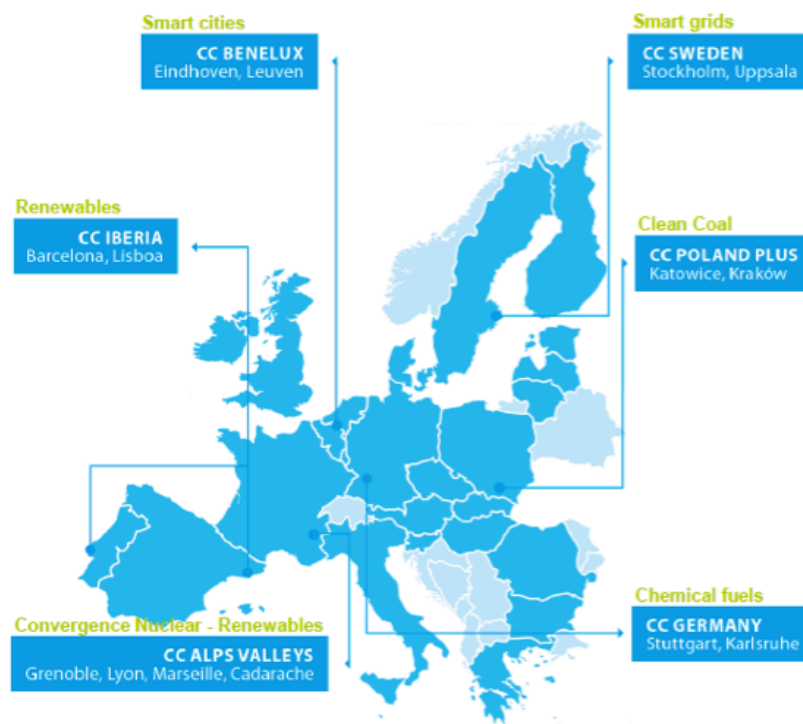 Smart cities
CC BENELUX
Eindhoven, Leuven
Smart grids
CC SWEDEN
Stockholm, Uppsala
Renewables
CC IBERIA
Barcelona, Lisboa
Clean Coal
CC POLAND PLUS
Katowice, Kraków
Convergence Nuclear - Renewables
CC ALPS VALLEYS
Grenoble, Lyon, Marseille, Cadarache
Chemical fuels
CC GERMANY
Stuttgart, Karlsruhe